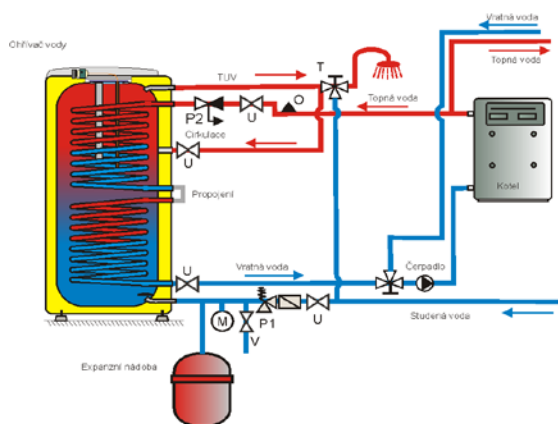 Vratná voda
Ohřívač vody
T
Topná voda
TUV
O
Topná voda
P2
U
Cirkulace
U
Kotel
Propojení
U
Vratná voda
Čerpadlo
M
P1
U
V
Studená voda
Expanzní nádoba